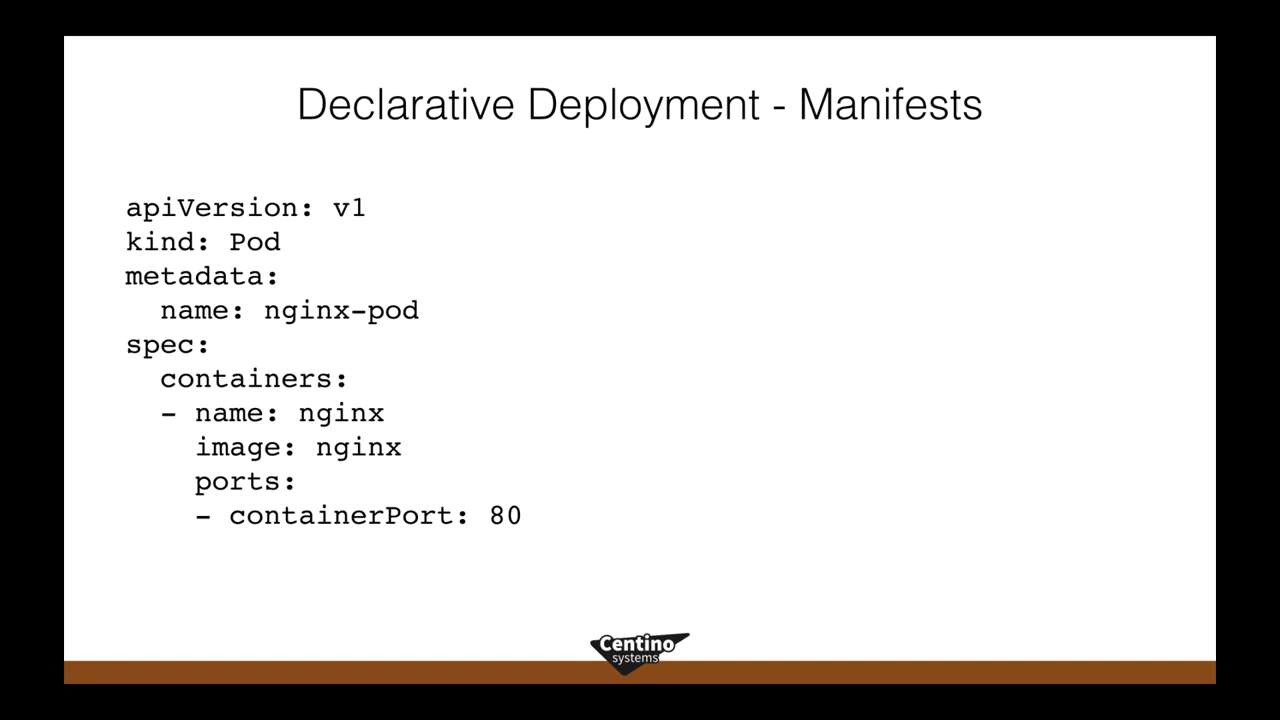 Declarative Deployment - Manifests
apiVersion: v1
kind: Pod
metadata:
  name: nginx-pod
spec:
  containers:
  - name: nginx
    image: nginx
    ports:
    - containerPort: 80
Centino
systems